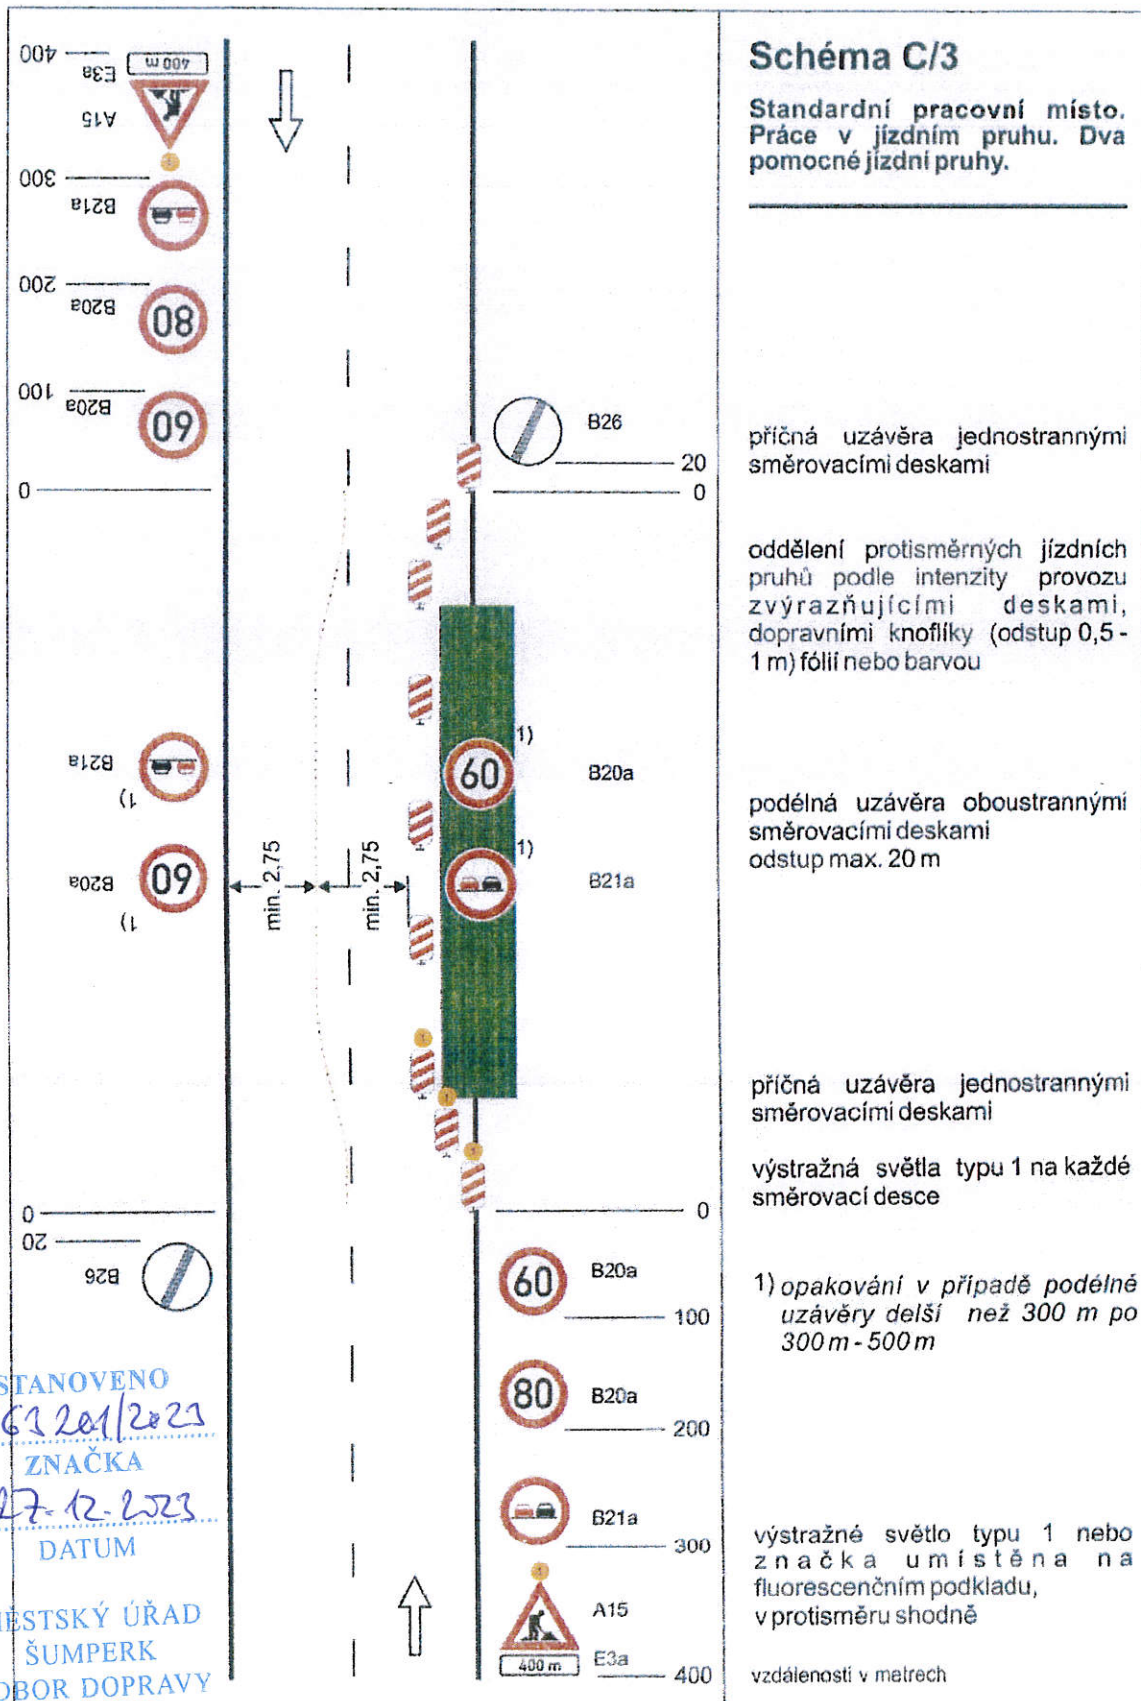 Schéma C/3
Standardní pracovní místo.
Práce v jízdním pruhu. Dva
pomocné jízdní pruhy.
400
E3a
400 m
A15
300
B21a
200
B20a
80
100
B20a
60
0
B26
20
0
příčná uzávěra jednostrannými
směrovacími deskami
oddělení protisměrných jízdních
pruhů podle intenzity provozu
zvýrazňujícími deskami,
dopravními knoflíky (odstup 0,5 -
1 m) fólií nebo barvou
B21a
1)
B20a
60
1)
min. 2,75
min. 2,75
1)
60
B20a
1)
B21a
podélná uzávěra oboustrannými
směrovacími deskami
odstup max. 20 m
příčná uzávěra jednostrannými
směrovacími deskami
výstražná světla typu 1 na každé
směrovací desce
0
20
B26
0
60
B20a
100
80
B20a
200
B21a
300
A15
400 m
E3a
400
1) opakování v případě podélné
uzávěry delší než 300 m po
300 m - 500 m
výstražné světlo typu 1 nebo
značka umístěna na
fluorescenčním podkladu,
v protisměru shodně
vzdálenosti v metrech
STANOVENO
63201/2023
ZNAČKA
27-12-2023
DATUM
MĚSTSKÝ ÚŘAD
ŠUMPERK
ODBOR DOPRAVY